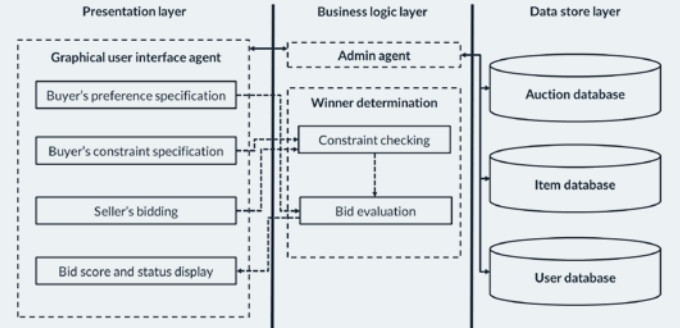 Presentation layer
Business logic layer
Data store layer
Graphical user interface agent
Admin agent
Buyer's preference specification
Winner determination
Auction database
Buyer's constraint specification
Constraint checking
Item database
Seller's bidding
Bid evaluation
Bid score and status display
User database